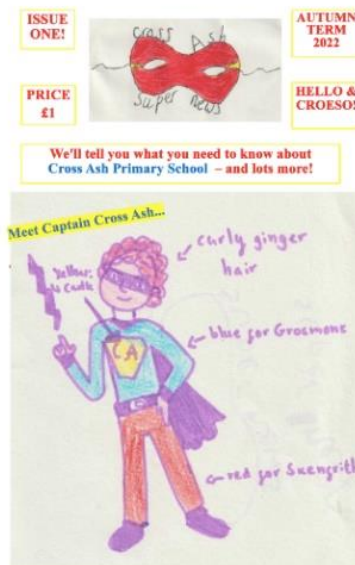 ISSUE
ONE!
cross Ash
super news
AUTUMN
TERM
2022
PRICE
£1
HELLO &
CROESO!
We'll tell you what you need to know about
Cross Ash Primary School – and lots more!
Meet Captain Cross Ash...
curly ginger
hair
Yellow:
Castle
blue for Grosmont
CA
red for Skenfrith